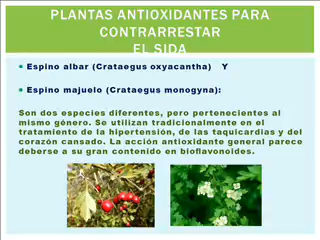 PLANTAS ANTIOXIDANTES PARA
CONTRARRESTAR
EL SIDA
Espino albar (Crataegus oxyacantha) Y
Espino majuelo (Crataegus monogyna):
Son dos especies diferentes, pero pertenecientes al
mismo género. Se utilizan tradicionalmente en el
tratamiento de la hipertensión, de las taquicardias y del
corazón cansado. La acción antioxidante general parece
deberse a su gran contenido en bioflavonoides.